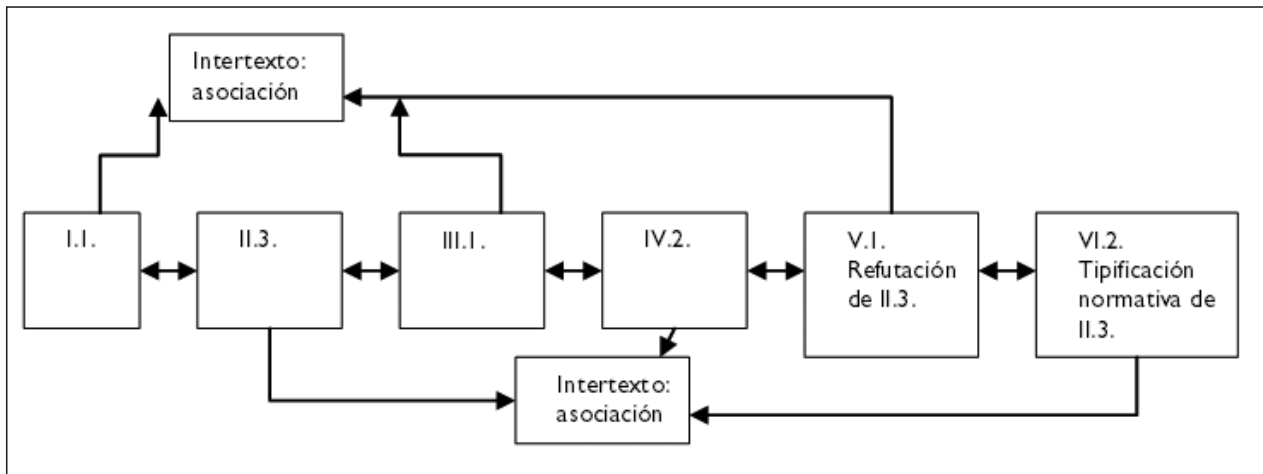 Intertexto:
asociación
I.1.
II.3.
III.1.
IV.2.
V.1.
Refutación
de II.3.
VI.2.
Tipificación
normativa de
II.3.
Intertexto:
asociación